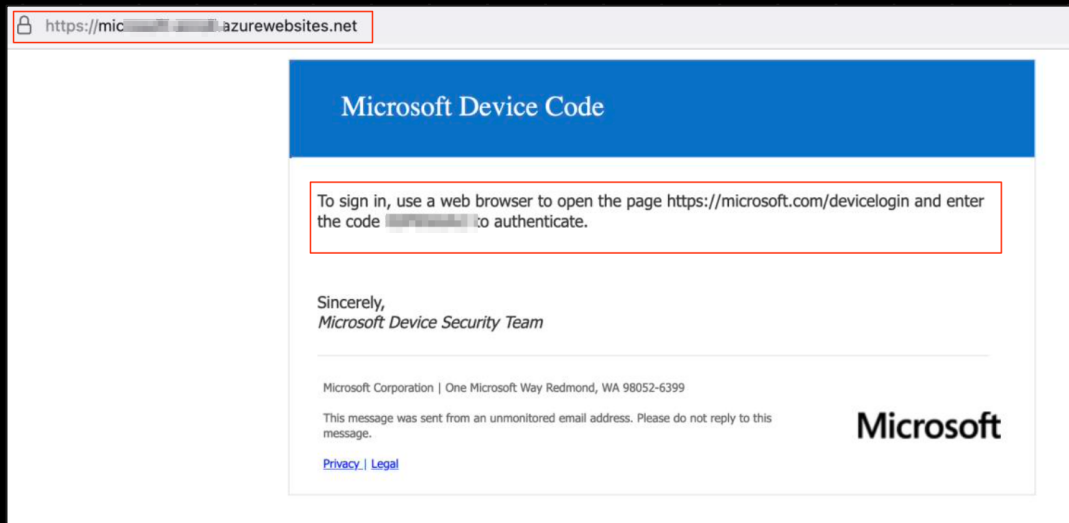 https://mic azurewebsites.net
Microsoft Device Code
To sign in, use a web browser to open the page https://microsoft.com/devicelogin and enter
the code to authenticate.
Sincerely,
Microsoft Device Security Team
Microsoft Corporation | One Microsoft Way Redmond, WA 98052-6399
This message was sent from an unmonitored email address. Please do not reply to this
message.
Microsoft
Privacy | Legal